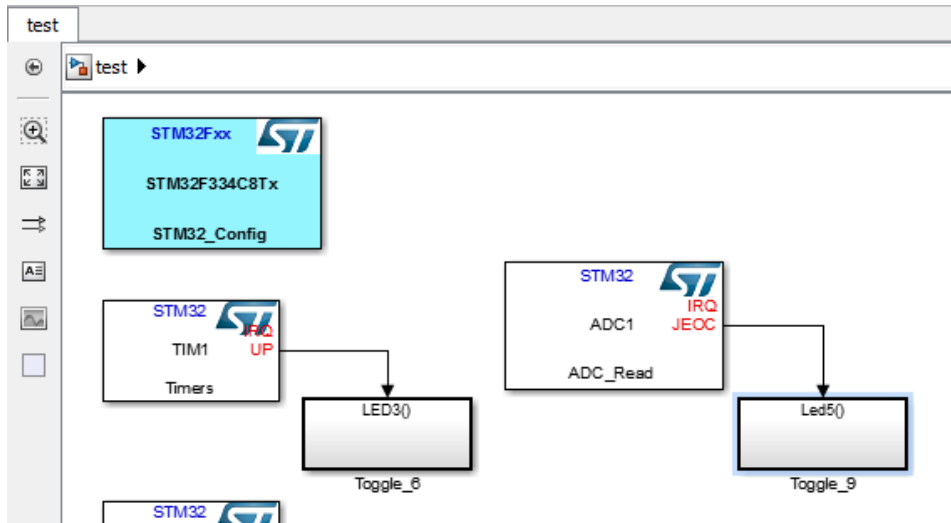 test
test
STM32Fxx
STM32F334C8Tx
STM32_Config
STM32
IRQ
TIM1 UP
Timers
LED3()
Toggle_6
STM32
IRQ
ADC1 JEOC
ADC_Read
Led5()
Toggle_9
STM32